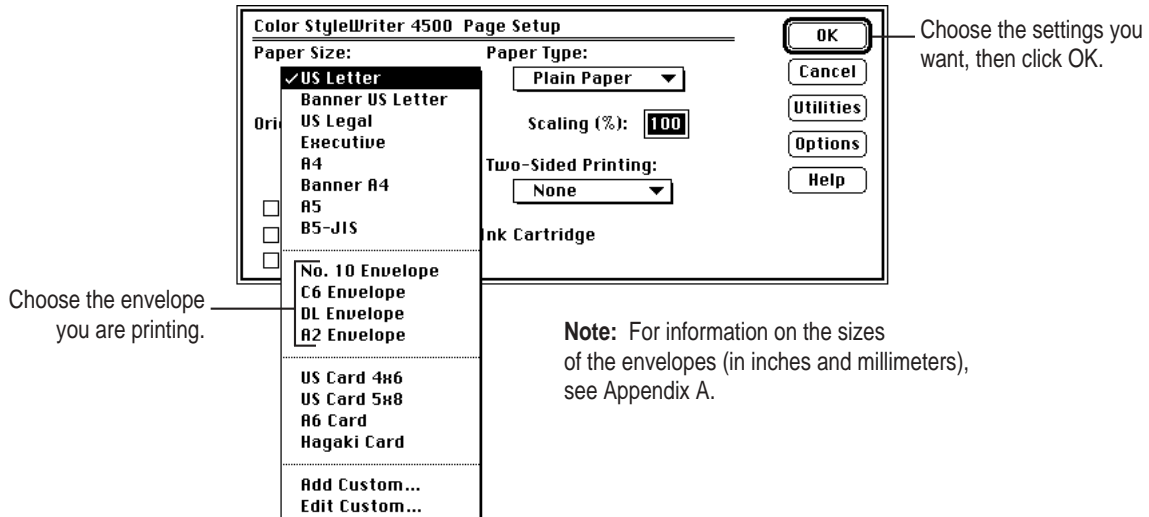 Color StyleWriter 4500 Page Setup
Paper Size:
Paper Type:
✓US Letter
Banner US Letter
US Legal
Executive
A4
Banner A4
A5
B5-JIS
No. 10 Envelope
C6 Envelope
DL Envelope
A2 Envelope
US Card 4x6
US Card 5x8
A6 Card
Hagaki Card
Add Custom...
Edit Custom...
Plain Paper
Scaling (%): 100
Two-Sided Printing:
None
Ink Cartridge
OK
Cancel
Utilities
Options
Help
Choose the settings you
want, then click OK.
Choose the envelope
you are printing.
Note: For information on the sizes
of the envelopes (in inches and millimeters),
see Appendix A.